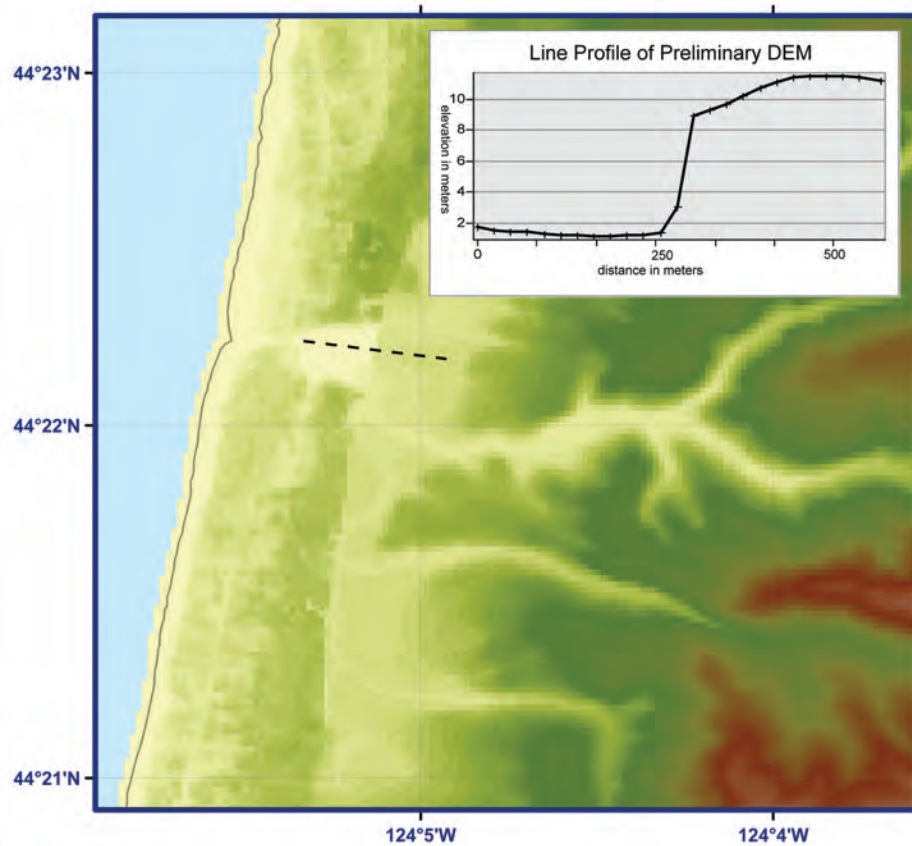 Line Profile of Preliminary DEM
elevation in meters
10
8
6
4
2
0
250
500
distance in meters
44°23'N
44°22'N
44°21'N
124°5'W
124°4'W